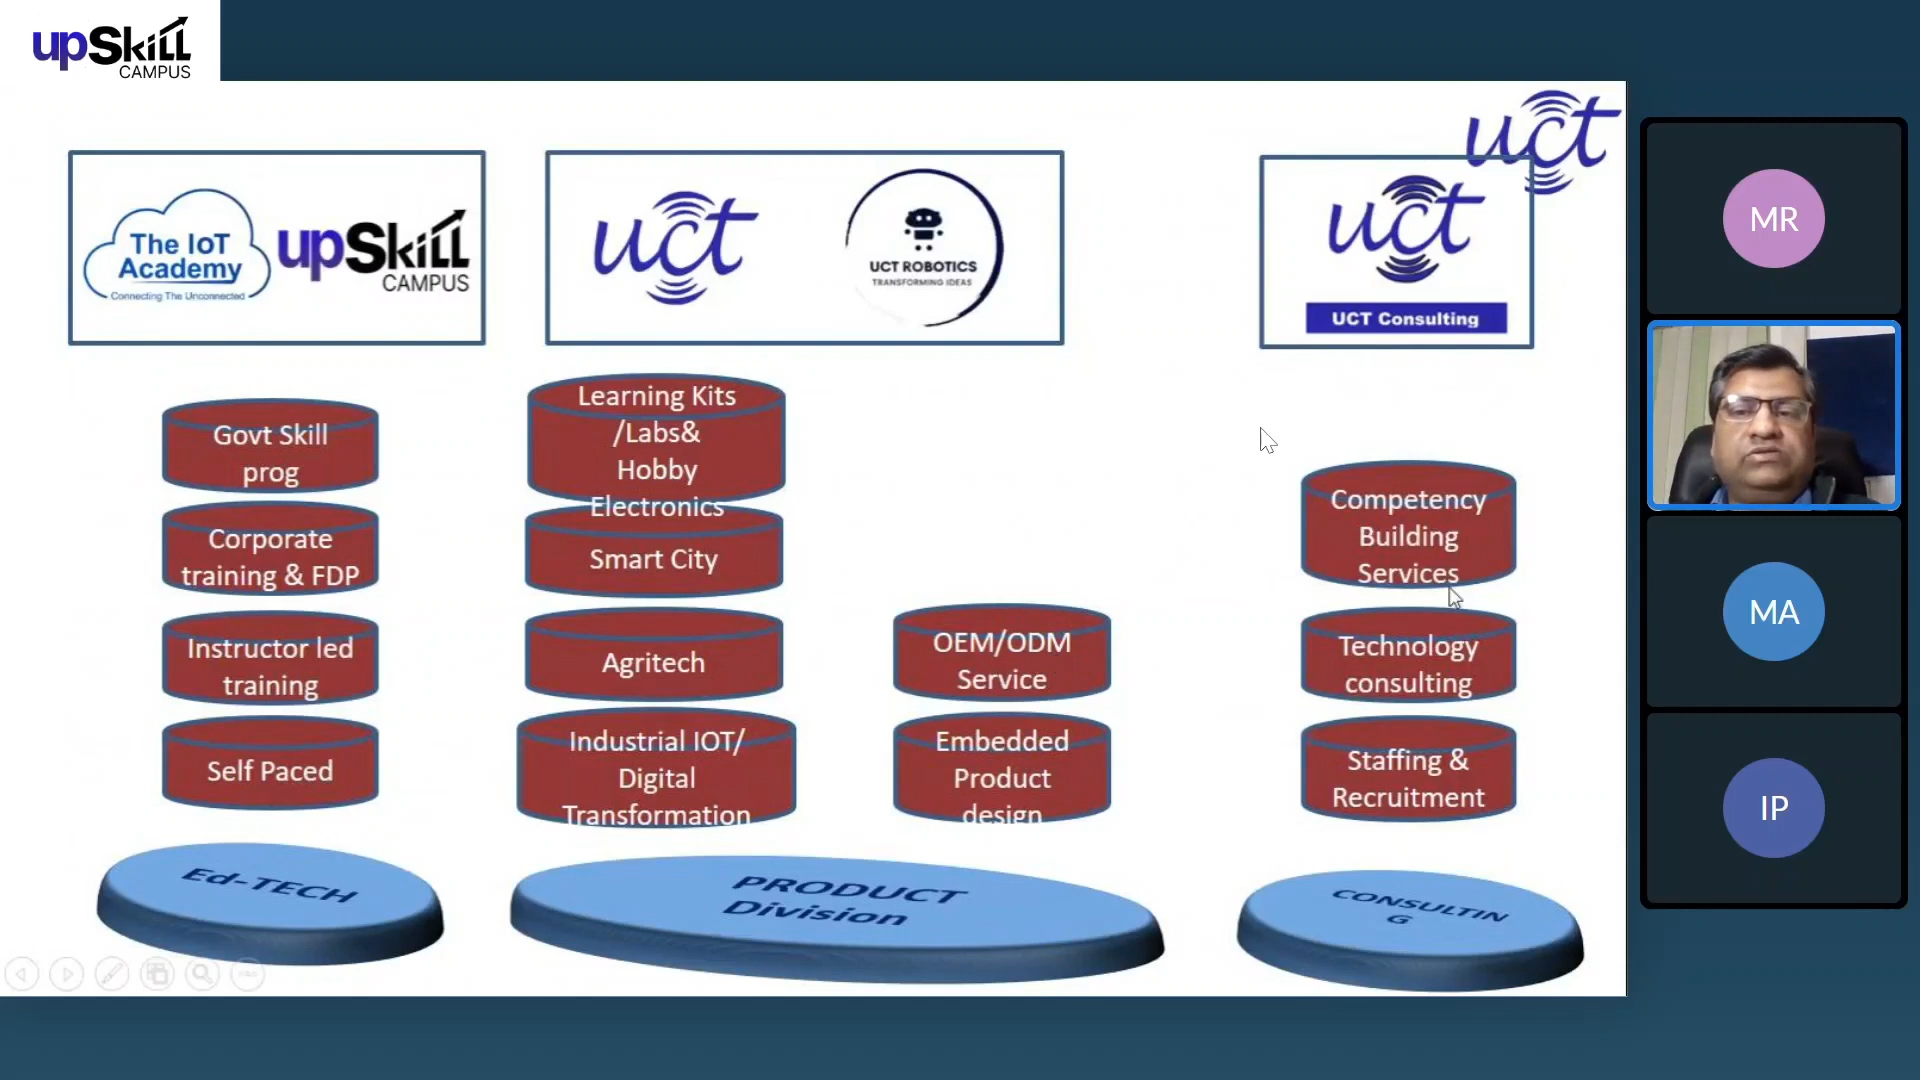 upSkill
CAMPUS
uct
The IoT
Academy
Connecting The Unconnected
upSkill
CAMPUS
uct
UCT ROBOTICS
TRANSFORMING IDEAS
uct
UCT Consulting
Govt Skill
prog
Corporate
training & FDP
Instructor led
training
Self Paced
Ed-TECH
Learning Kits
/Labs&
Hobby
Electronics
Smart City
Agritech
Industrial IOT/
Digital
Transformation
OEM/ODM
Service
Embedded
Product
design
PRODUCT
Division
Competency
Building
Services
Technology
consulting
Staffing &
Recruitment
CONSULTIN
G
MR
MA
IP